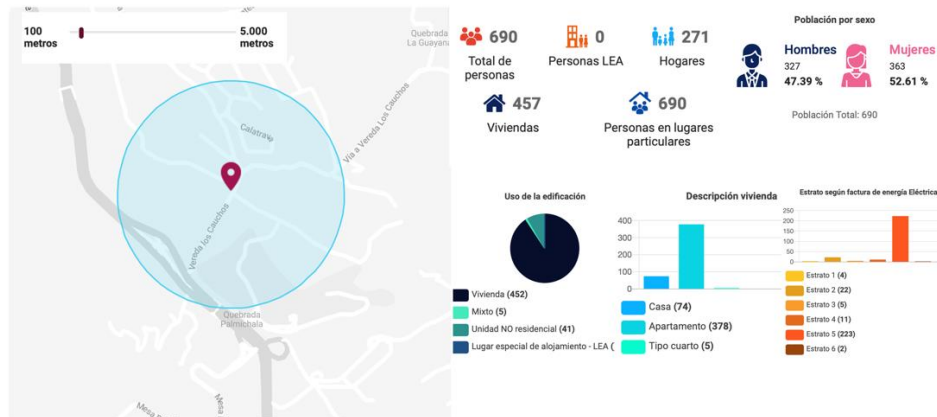 100
metros
5.000
metros
Quebrada
La Guayana
Calatrava
Vía a Vereda Los Cauchos
Vereda los Cauchos
Quebrada
Palmichala
Mesa
Mesa
690
Total de
personas
0
Personas LEA
271
Hogares
457
Viviendas
690
Personas en lugares
particulares
Población por sexo
Hombres
327
47.39 %
Mujeres
363
52.61 %
Población Total: 690
Uso de la edificación
Vivienda (452)
Mixto (5)
Unidad NO residencial (41)
Lugar especial de alojamiento - LEA (
Descripción vivienda
400
300
200
100
0
Casa (74)
Apartamento (378)
Tipo cuarto (5)
Estrato según factura de energía Eléctrica
250
200
150
100
50
0
Estrato 1 (4)
Estrato 2 (22)
Estrato 3 (5)
Estrato 4 (11)
Estrato 5 (223)
Estrato 6 (2)